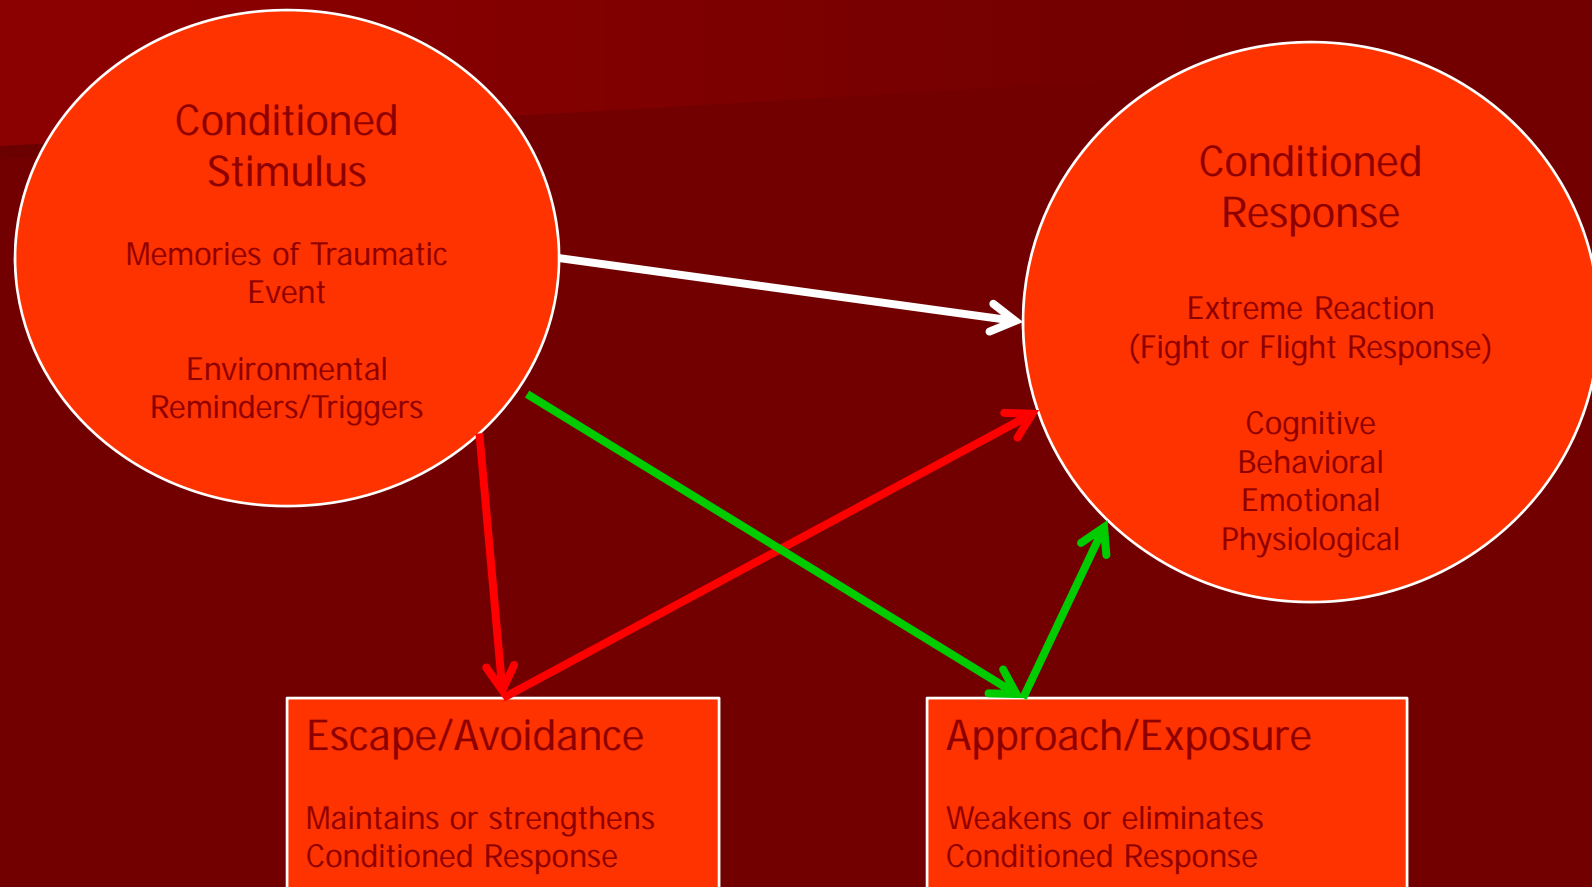 Conditioned
Stimulus
Memories of Traumatic
Event
Environmental
Reminders/Triggers
Conditioned
Response
Extreme Reaction
(Fight or Flight Response)
Cognitive
Behavioral
Emotional
Physiological
Escape/Avoidance
Maintains or strengthens
Conditioned Response
Approach/Exposure
Weakens or eliminates
Conditioned Response